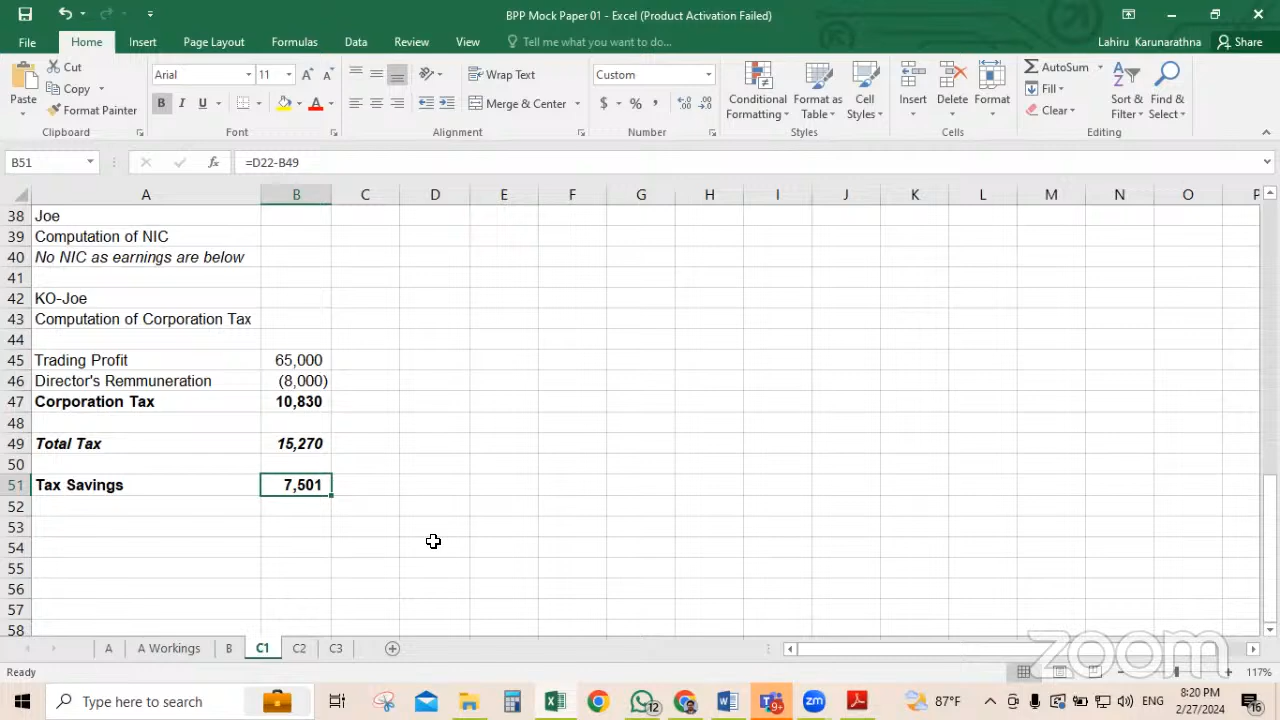 BPP Mock Paper 01 - Excel (Product Activation Failed)
File Home Insert Page Layout Formulas Data Review View Tell me what you want to do... Lahiru Karunarathna Share
Cut
Copy
Format Painter
Paste
Arial 11
Wrap Text
Merge & Center
Custom
Conditional Formatting
Format as Table
Cell Styles
Insert Delete Format
AutoSum
Fill
Clear
Sort & Filter
Find & Select
Clipboard Font Alignment Number Styles Cells Editing
B51 =D22-B49
A B C D E F G H I J K L M N O P
38 Joe
39 Computation of NIC
40 No NIC as earnings are below
41
42 KO-Joe
43 Computation of Corporation Tax
44
45 Trading Profit 65,000
46 Director's Remmuneration (8,000)
47 Corporation Tax 10,830
48
49 Total Tax 15,270
50
51 Tax Savings 7,501
52
53
54
55
56
57
58
A A Workings B C1 C2 C3
zoom
Ready 117%
Type here to search 12 9+ 87°F ENG 8:20 PM
2/27/2024 16